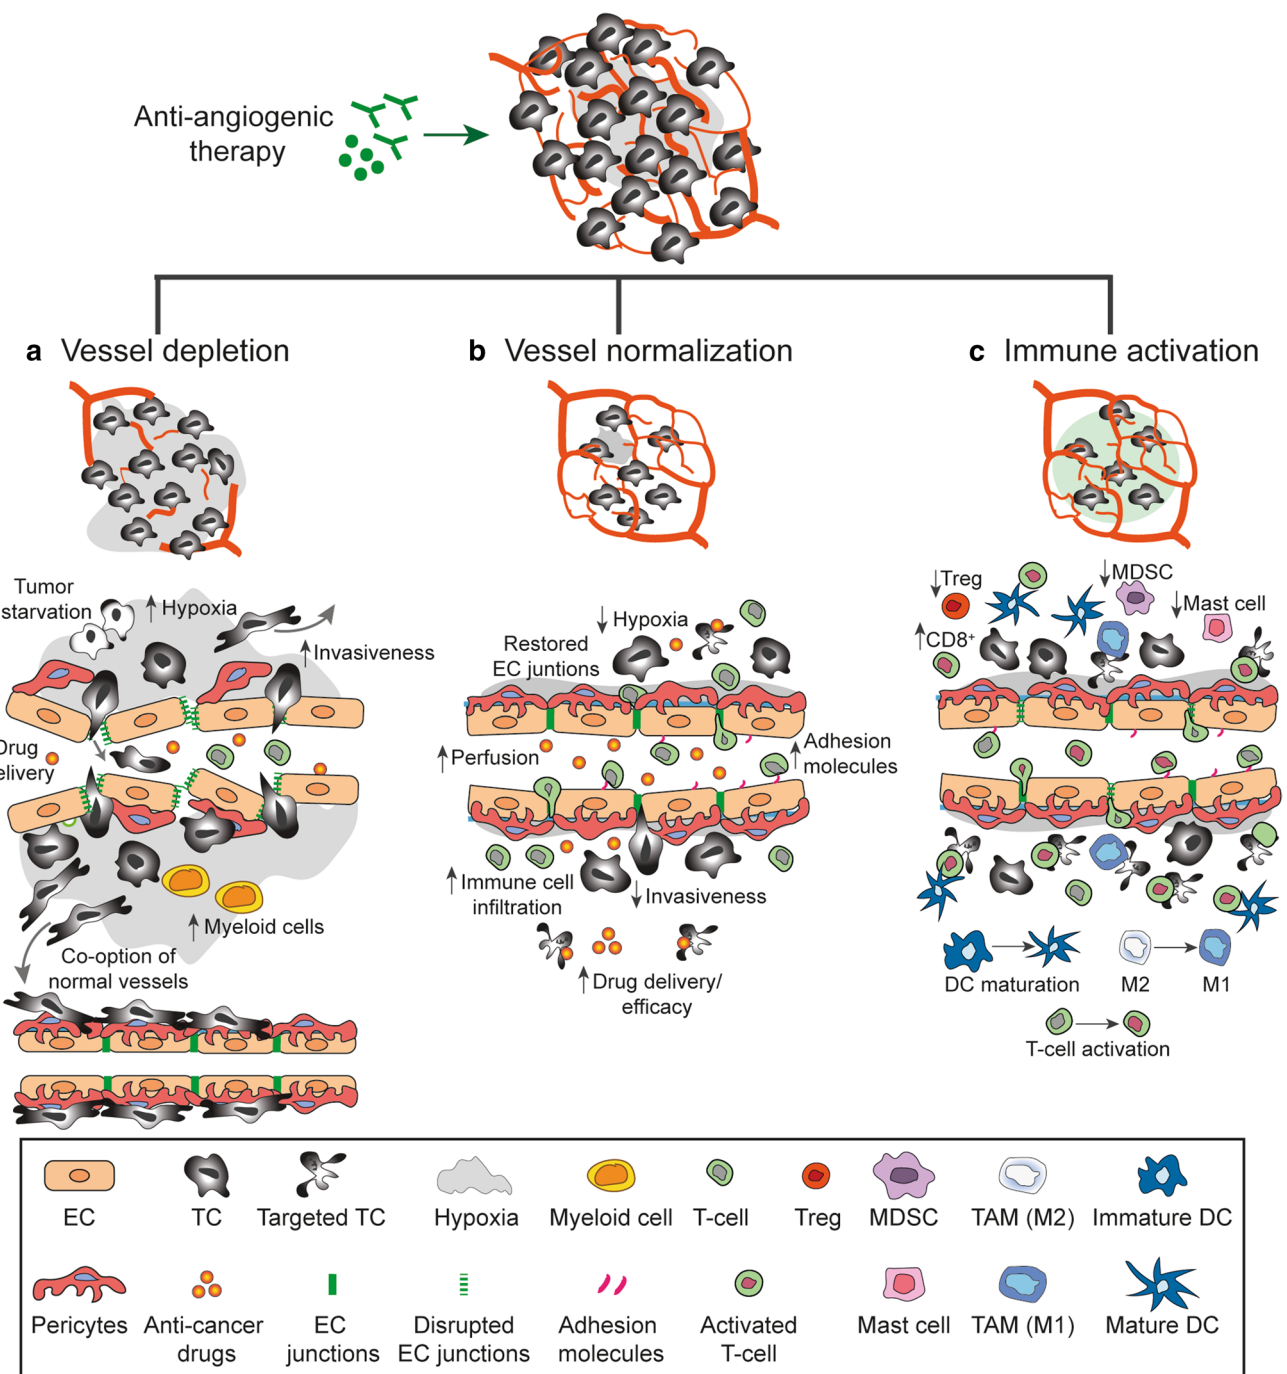 Anti-angiogenic
therapy
a Vessel depletion
b Vessel normalization
c Immune activation
Tumor
starvation
↑ Hypoxia
↑ Invasiveness
Drug
elivery
↑ Myeloid cells
Co-option of
normal vessels
↓ Hypoxia
Restored
EC juntions
↑ Perfusion
↑ Adhesion
molecules
↑ Immune cell
infiltration
↓ Invasiveness
↑ Drug delivery/
efficacy
↓ Treg
↓ MDSC
↓ Mast cell
↑ CD8⁺
DC maturation
M2
M1
T-cell activation
EC
TC
Targeted TC
Hypoxia
Myeloid cell
T-cell
Treg
MDSC
TAM (M2)
Immature DC
Pericytes
Anti-cancer
drugs
EC
junctions
Disrupted
EC junctions
Adhesion
molecules
Activated
T-cell
Mast cell
TAM (M1)
Mature DC